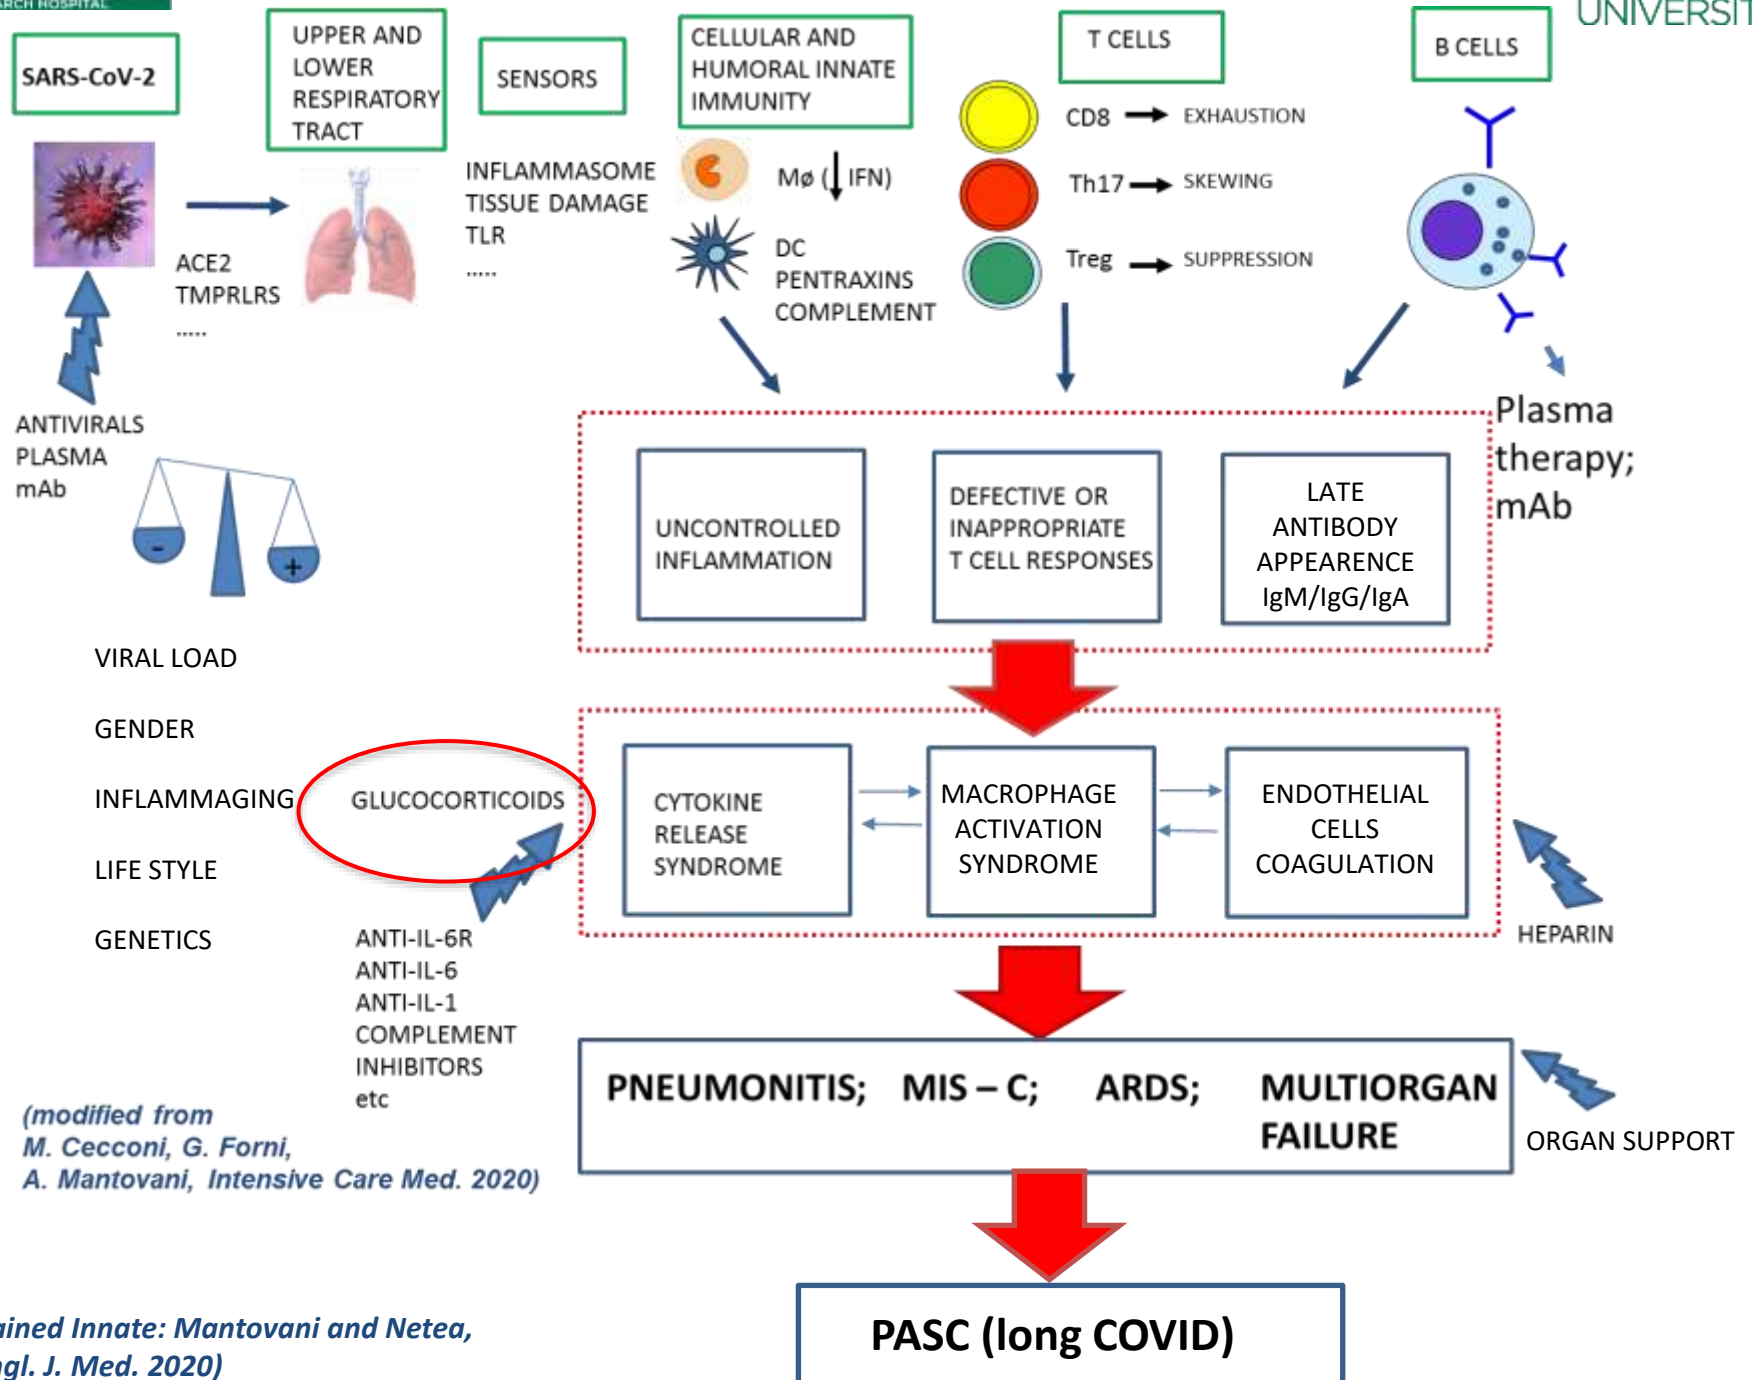 RCH HOSPITAL
UNIVERSIT
SARS-CoV-2
UPPER AND
LOWER
RESPIRATORY
TRACT
SENSORS
CELLULAR AND
HUMORAL INNATE
IMMUNITY
T CELLS
B CELLS
ACE2
TMPRLRS
.....
INFLAMMASOME
TISSUE DAMAGE
TLR
.....
Mø (↓ IFN)
DC
PENTRAXINS
COMPLEMENT
CD8 → EXHAUSTION
Th17 → SKEWING
Treg → SUPPRESSION
ANTIVIRALS
PLASMA
mAb
Plasma
therapy;
mAb
- +
UNCONTROLLED
INFLAMMATION
DEFECTIVE OR
INAPPROPRIATE
T CELL RESPONSES
LATE
ANTIBODY
APPEARENCE
IgM/IgG/IgA
VIRAL LOAD
GENDER
INFLAMMAGING
LIFE STYLE
GENETICS
GLUCOCORTICOIDS
CYTOKINE
RELEASE
SYNDROME
MACROPHAGE
ACTIVATION
SYNDROME
ENDOTHELIAL
CELLS
COAGULATION
HEPARIN
ANTI-IL-6R
ANTI-IL-6
ANTI-IL-1
COMPLEMENT
INHIBITORS
etc
PNEUMONITIS; MIS – C; ARDS; MULTIORGAN
FAILURE
ORGAN SUPPORT
(modified from
M. Cecconi, G. Forni,
A. Mantovani, Intensive Care Med. 2020)
PASC (long COVID)
ained Innate: Mantovani and Netea,
ngl. J. Med. 2020)